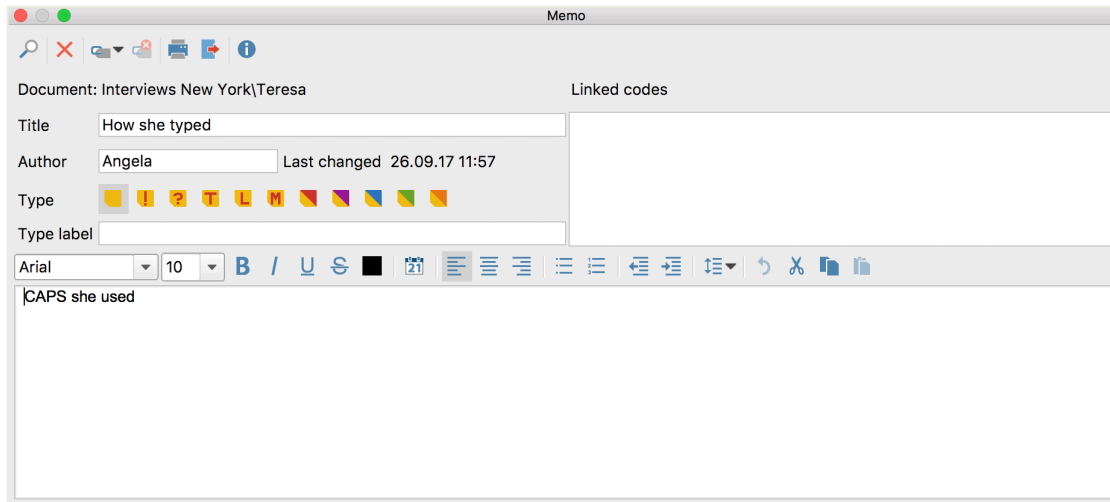 Memo
Document: Interviews New York\Teresa
Linked codes
Title How she typed
Author Angela Last changed 26.09.17 11:57
Type ! ? T L M
Type label
Arial 10 B I U S 21
CAPS she used